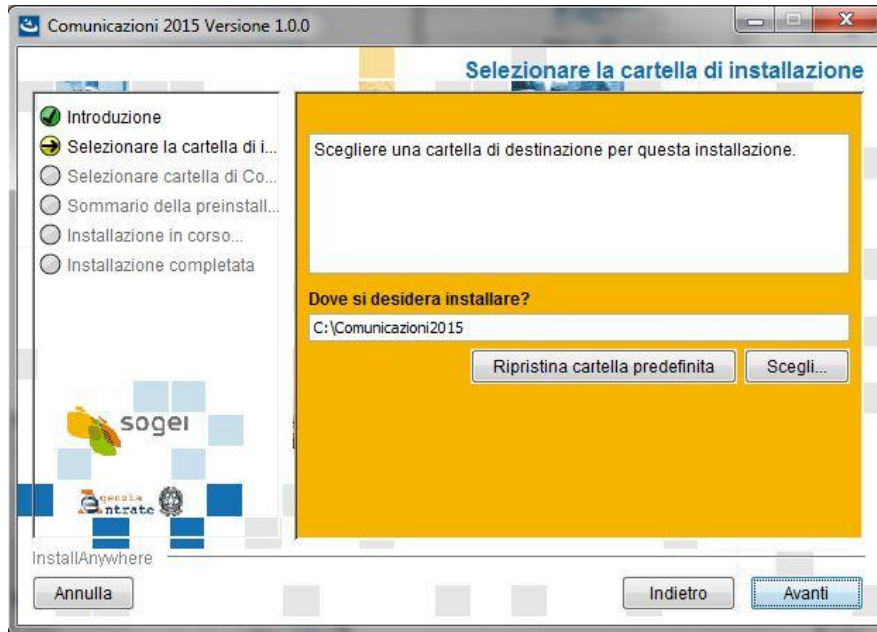 Comunicazioni 2015 Versione 1.0.0
Selezionare la cartella di installazione
Introduzione
Selezionare la cartella di i...
Selezionare cartella di Co...
Sommario della preinstall...
Installazione in corso...
Installazione completata
Scegliere una cartella di destinazione per questa installazione.
Dove si desidera installare?
C:\Comunicazioni2015
Ripristina cartella predefinita
Scegli...
sogei
genzia
ntrate
InstallAnywhere
Annulla
Indietro
Avanti